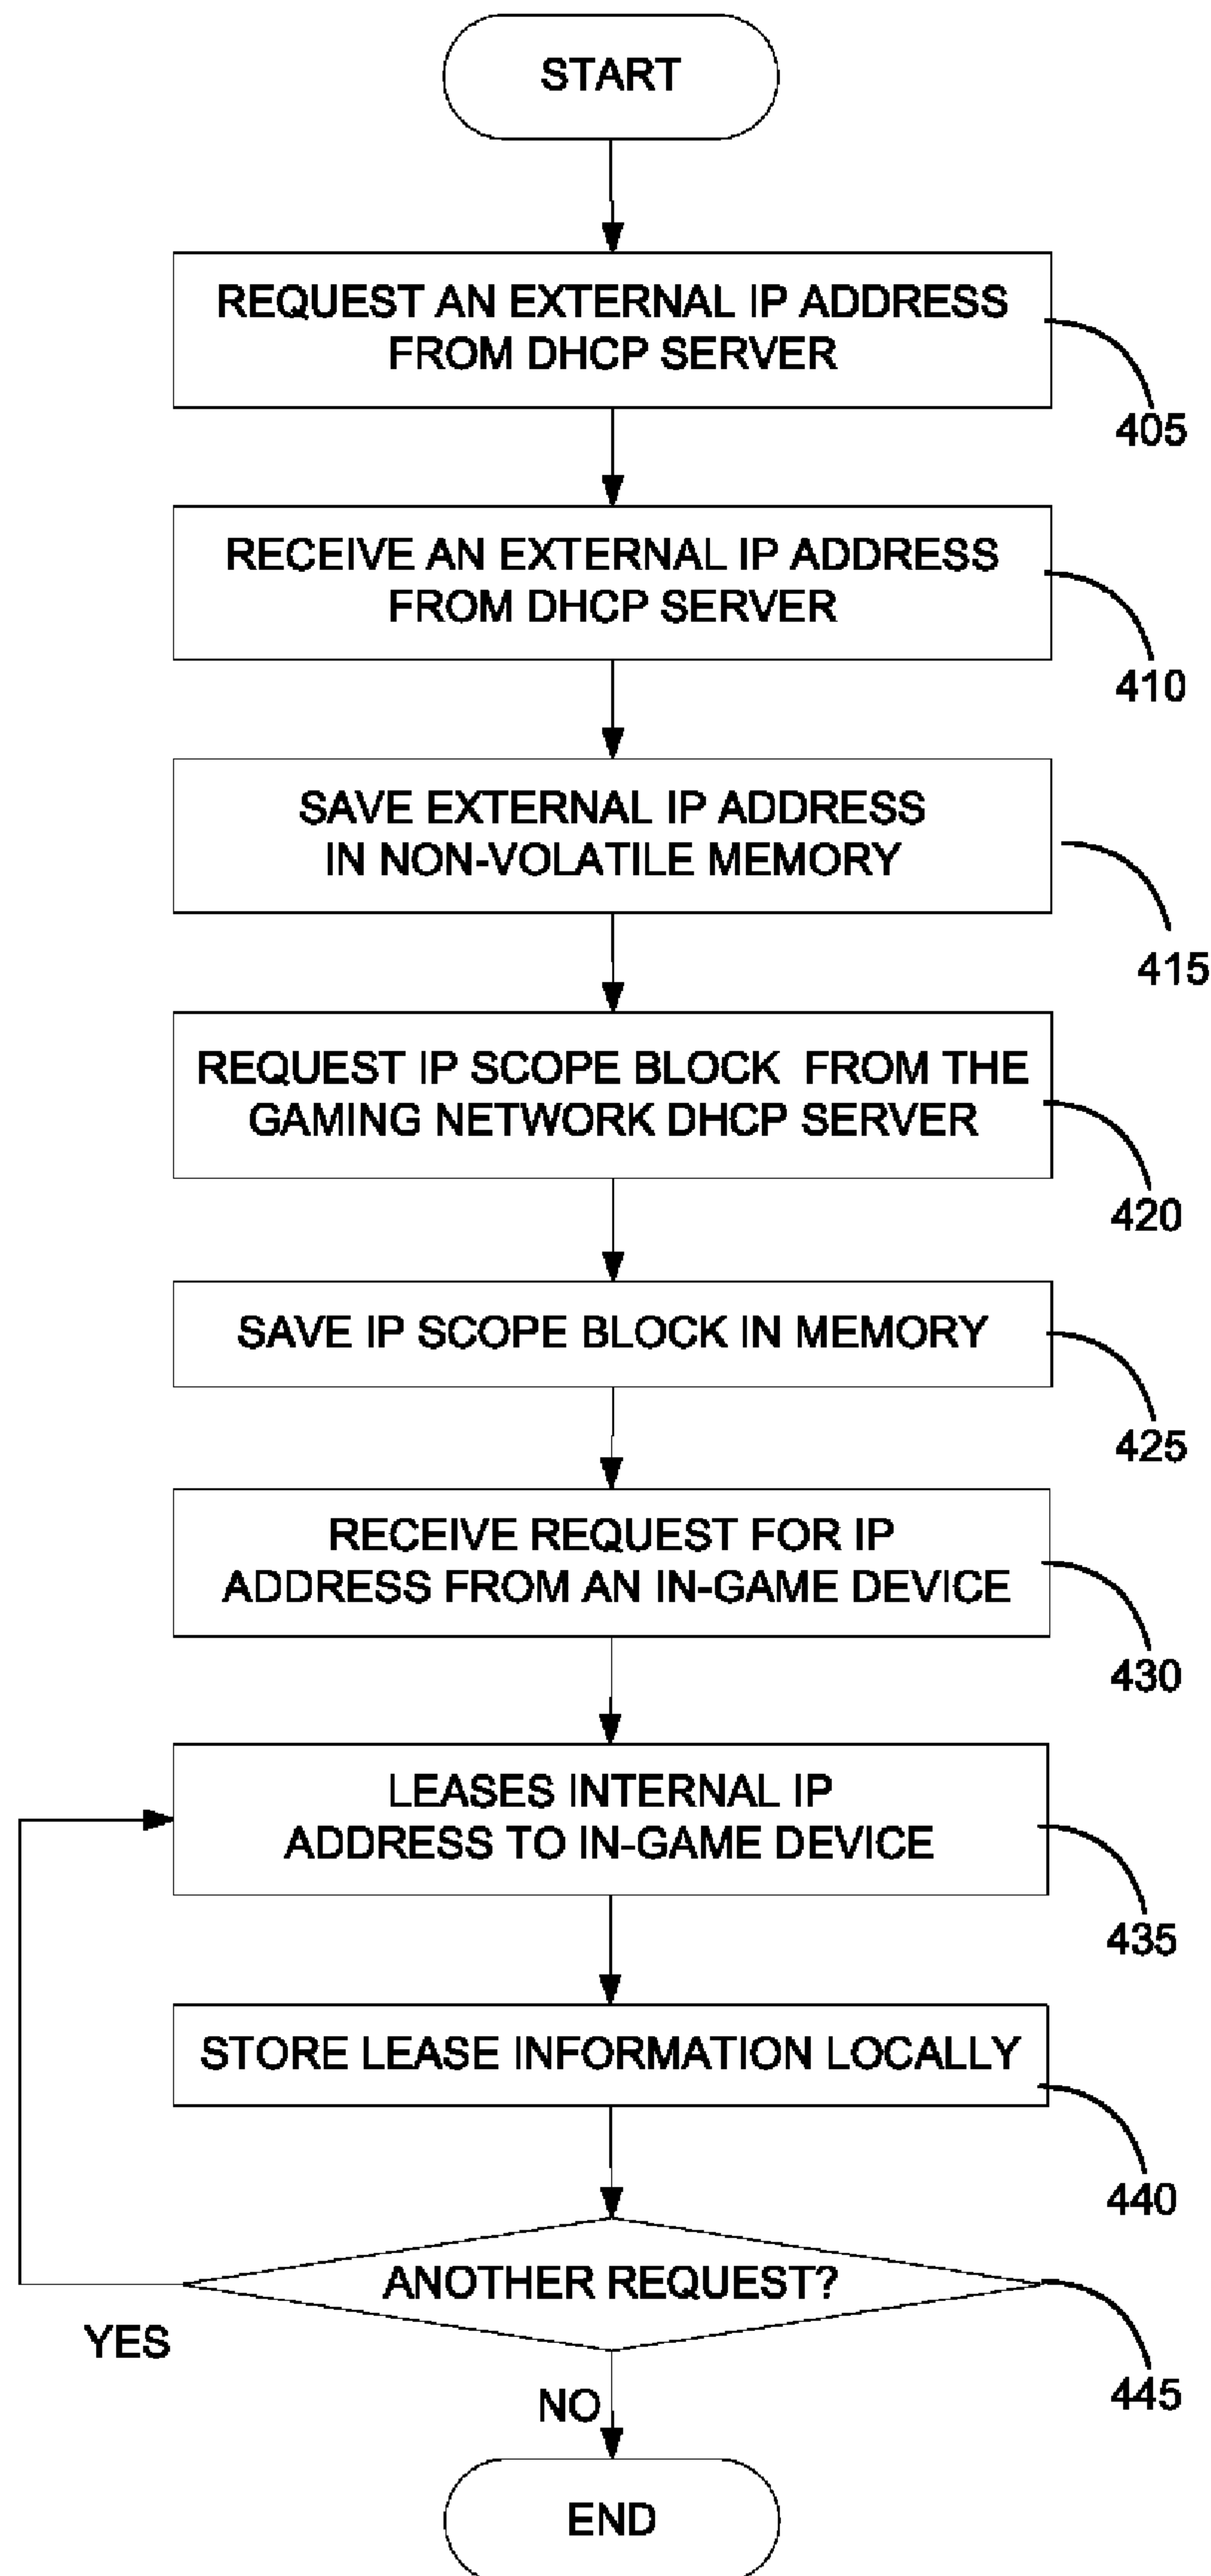 START
REQUEST AN EXTERNAL IP ADDRESS
FROM DHCP SERVER
405
RECEIVE AN EXTERNAL IP ADDRESS
FROM DHCP SERVER
410
SAVE EXTERNAL IP ADDRESS
IN NON-VOLATILE MEMORY
415
REQUEST IP SCOPE BLOCK FROM THE
GAMING NETWORK DHCP SERVER
420
SAVE IP SCOPE BLOCK IN MEMORY
425
RECEIVE REQUEST FOR IP
ADDRESS FROM AN IN-GAME DEVICE
430
LEASES INTERNAL IP
ADDRESS TO IN-GAME DEVICE
435
STORE LEASE INFORMATION LOCALLY
440
ANOTHER REQUEST?
YES
445
NO
END